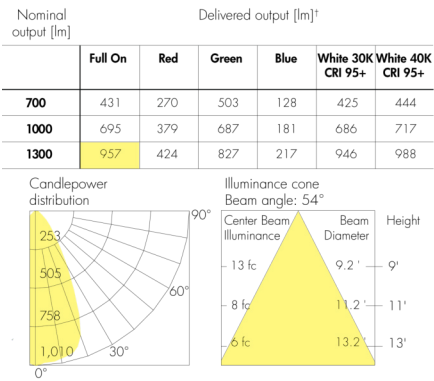 Nominal output [lm]
Delivered output [lm]†
Full On Red Green Blue White 30K CRI 95+ White 40K CRI 95+
700 431 270 503 128 425 444
1000 695 379 687 181 686 717
1300 957 424 827 217 946 988
Candlepower distribution
253
505
758
1,010
0°
30°
60°
90°
Illuminance cone
Beam angle: 54°
Center Beam Illuminance Beam Diameter Height
13 fc 9.2 ' 9'
8 fc 11.2 ' 11'
6 fc 13.2 ' 13'